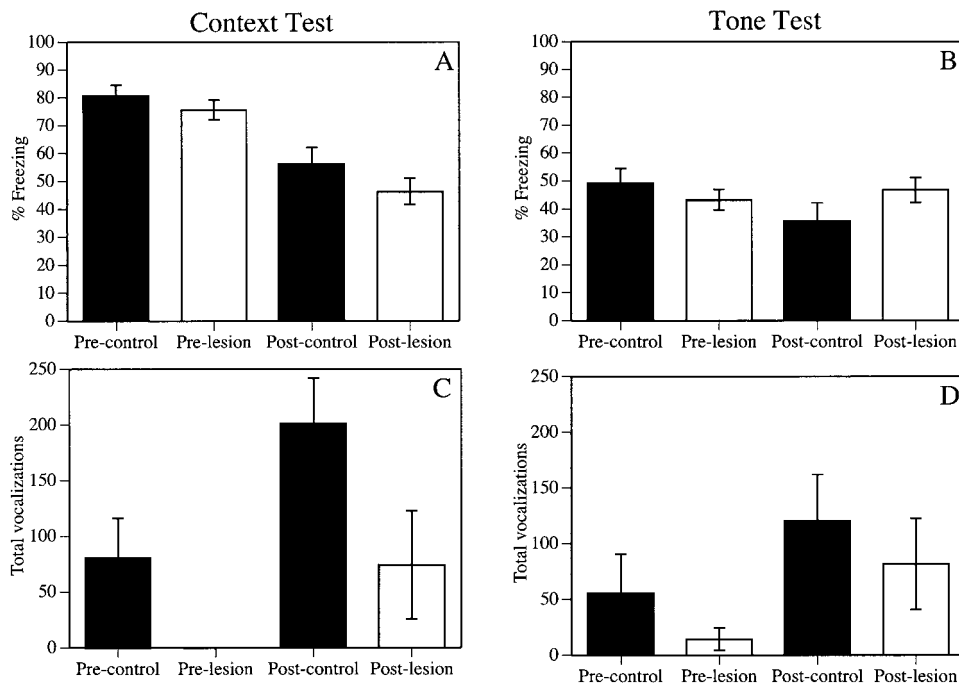 Context Test
A
% Freezing
100
90
80
70
60
50
40
30
20
10
0
Pre-control Pre-lesion Post-control Post-lesion
Tone Test
B
% Freezing
100
90
80
70
60
50
40
30
20
10
0
Pre-control Pre-lesion Post-control Post-lesion
C
Total vocalizations
250
200
150
100
50
0
Pre-control Pre-lesion Post-control Post-lesion
D
Total vocalizations
250
200
150
100
50
0
Pre-control Pre-lesion Post-control Post-lesion